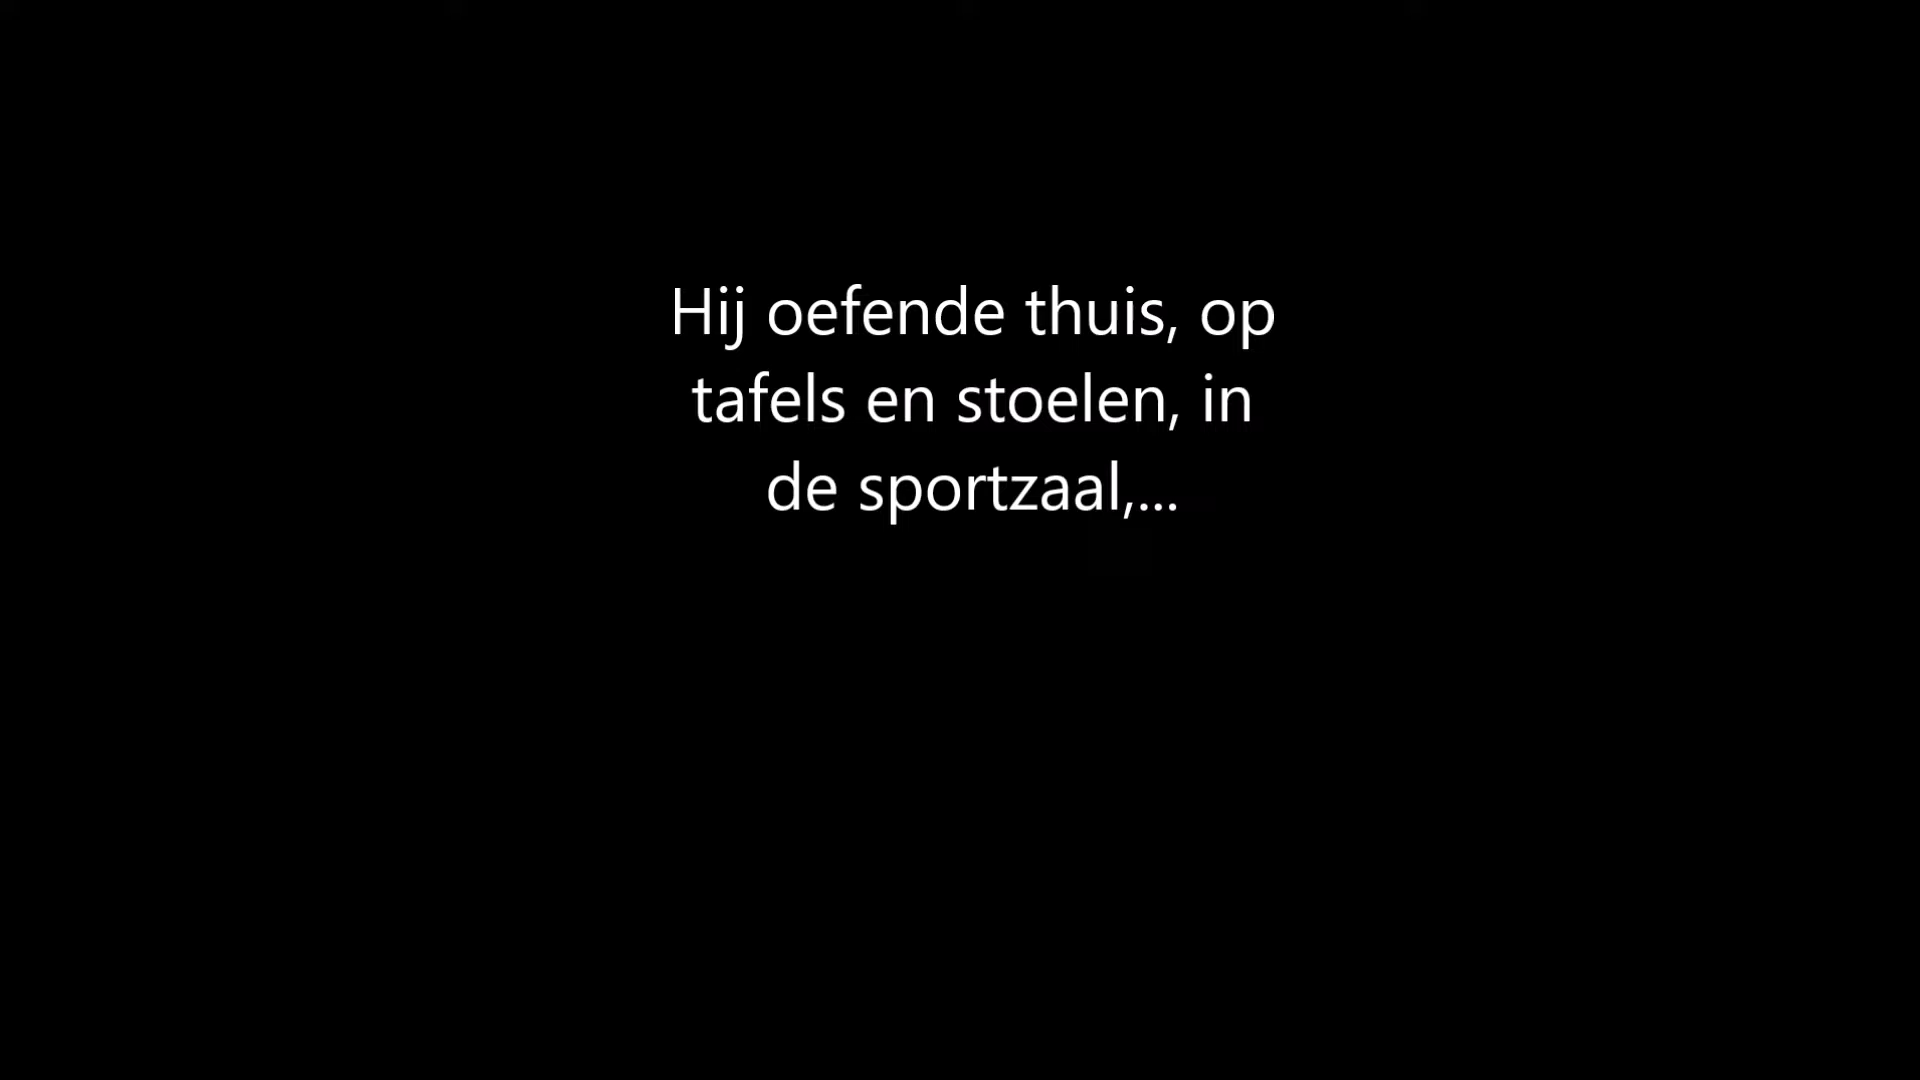 Hij oefende thuis, op
tafels en stoelen, in
de sportzaal,...